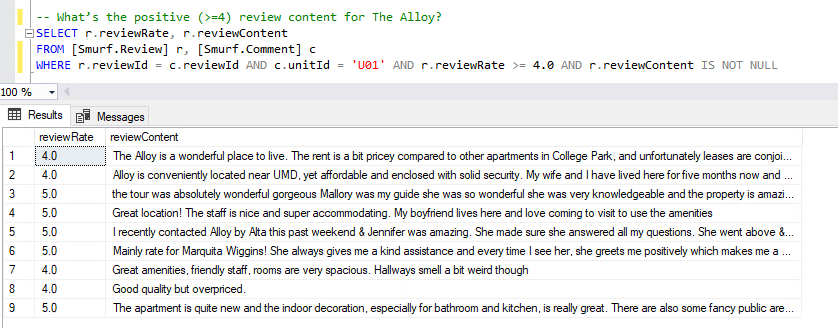 -- What’s the positive (>=4) review content for The Alloy?
SELECT r.reviewRate, r.reviewContent
FROM [Smurf.Review] r, [Smurf.Comment] c
WHERE r.reviewId = c.reviewId AND c.unitId = 'U01' AND r.reviewRate >= 4.0 AND r.reviewContent IS NOT NULL
100 %
Results Messages
reviewRate reviewContent
1 4.0 The Alloy is a wonderful place to live. The rent is a bit pricey compared to other apartments in College Park, and unfortunately leases are conjoi...
2 4.0 Alloy is conveniently located near UMD, yet affordable and enclosed with solid security. My wife and I have lived here for five months now and ...
3 5.0 the tour was absolutely wonderful gorgeous Mallory was my guide she was so wonderful she was very knowledgeable and the property is amazi...
4 5.0 Great location! The staff is nice and super accommodating. My boyfriend lives here and love coming to visit to use the amenities
5 5.0 I recently contacted Alloy by Alta this past weekend & Jennifer was amazing. She made sure she answered all my questions. She went above &...
6 5.0 Mainly rate for Marquita Wiggins! She always gives me a kind assistance and every time I see her, she greets me positively which makes me a ...
7 4.0 Great amenities, friendly staff, rooms are very spacious. Hallways smell a bit weird though
8 4.0 Good quality but overpriced.
9 5.0 The apartment is quite new and the indoor decoration, especially for bathroom and kitchen, is really great. There are also some fancy public are...